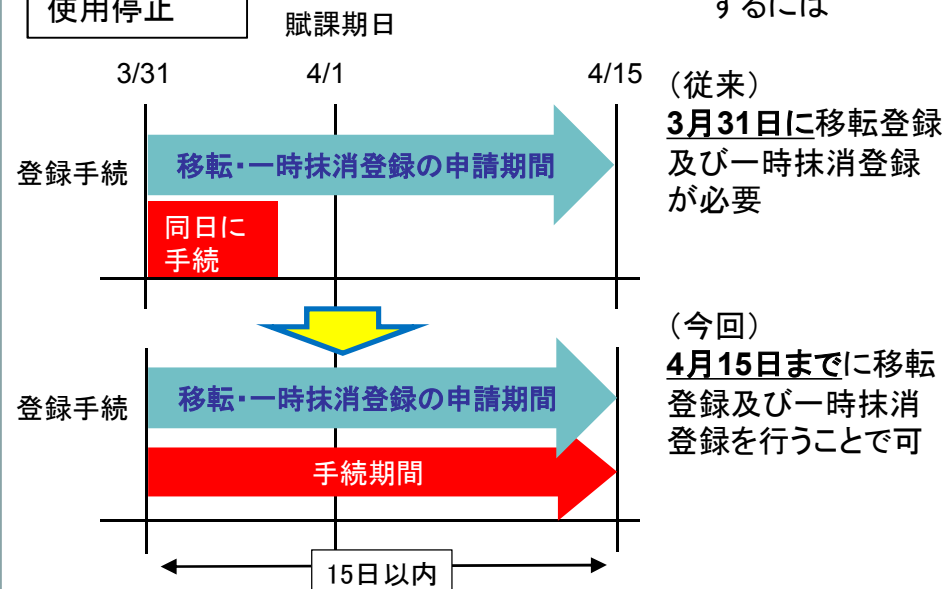 使用停止
するには
賦課期日
3/31
4/1
4/15
登録手続
移転・一時抹消登録の申請期間
同日に
手続
（従来）
3月31日に移転登録
及び一時抹消登録
が必要
登録手続
移転・一時抹消登録の申請期間
手続期間
15日以内
（今回）
4月15日までに移転
登録及び一時抹消
登録を行うことで可